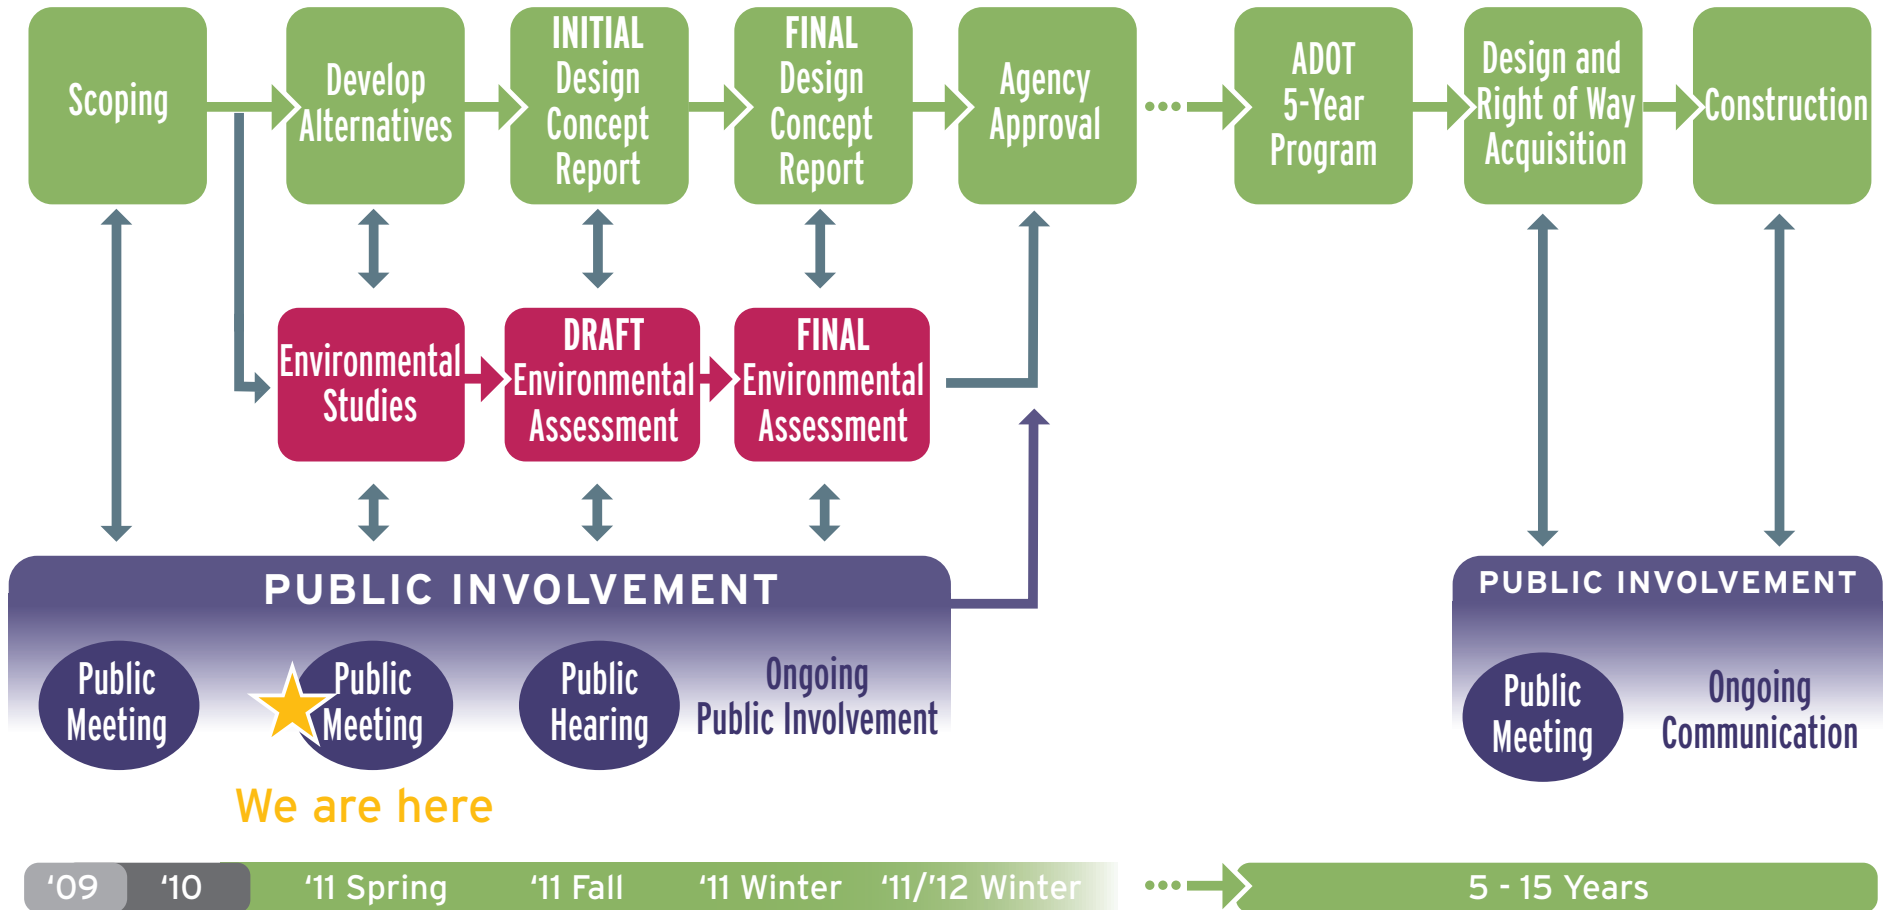 Scoping
Develop
Alternatives
INITIAL
Design
Concept
Report
FINAL
Design
Concept
Report
Agency
Approval
ADOT
5-Year
Program
Design and
Right of Way
Acquisition
Construction
Environmental
Studies
DRAFT
Environmental
Assessment
FINAL
Environmental
Assessment
PUBLIC INVOLVEMENT
Public
Meeting
Public
Meeting
Public
Hearing
Ongoing
Public Involvement
We are here
PUBLIC INVOLVEMENT
Public
Meeting
Ongoing
Communication
‘09
‘10
‘11 Spring
‘11 Fall
‘11 Winter
‘11/’12 Winter
5 - 15 Years